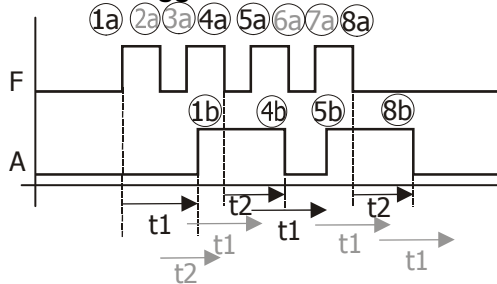 1a 2a 3a 4a 5a 6a 7a 8a
F
1b 4b 5b 8b
A
t1 t2 t1 t1 t2
t2 t1 t1